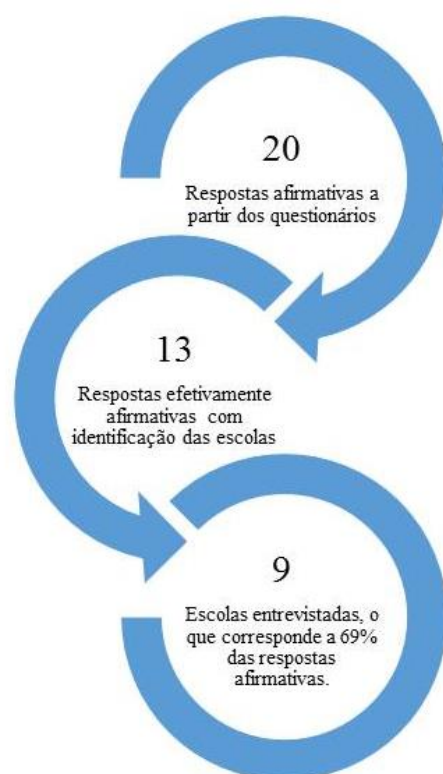 20
Respostas afirmativas a
partir dos questionários
13
Respostas efetivamente
afirmativas com
identificação das escolas
9
Escolas entrevistadas, o
que corresponde a 69%
das respostas
afirmativas.